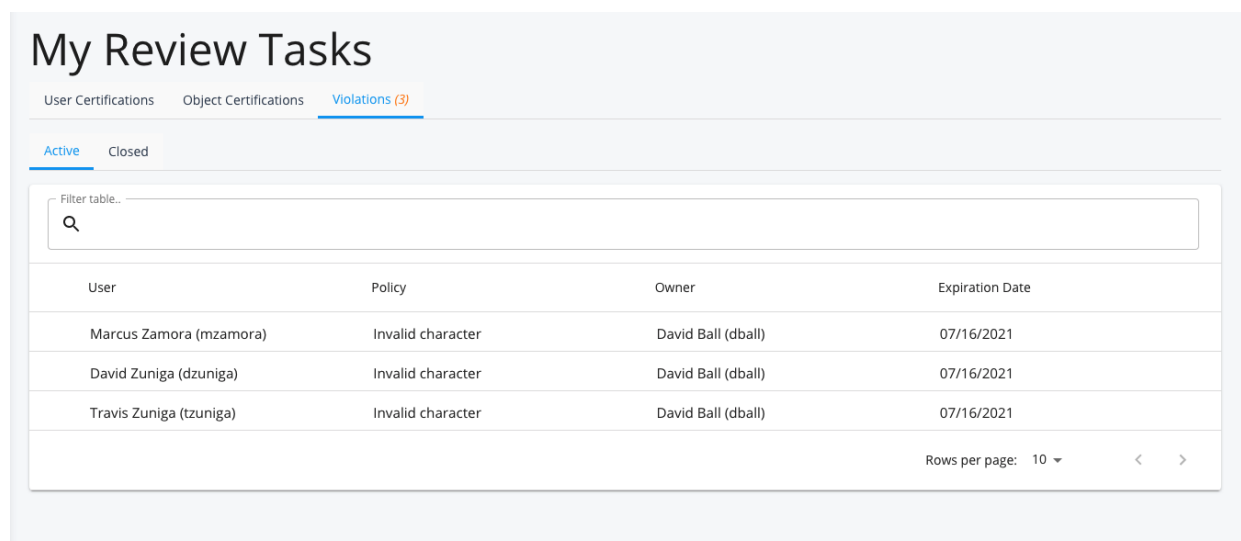 My Review Tasks
User Certifications Object Certifications Violations (3)
Active Closed
Filter table..
User Policy Owner Expiration Date
Marcus Zamora (mzamora) Invalid character David Ball (dball) 07/16/2021
David Zuniga (dzuniga) Invalid character David Ball (dball) 07/16/2021
Travis Zuniga (tzuniga) Invalid character David Ball (dball) 07/16/2021
Rows per page: 10